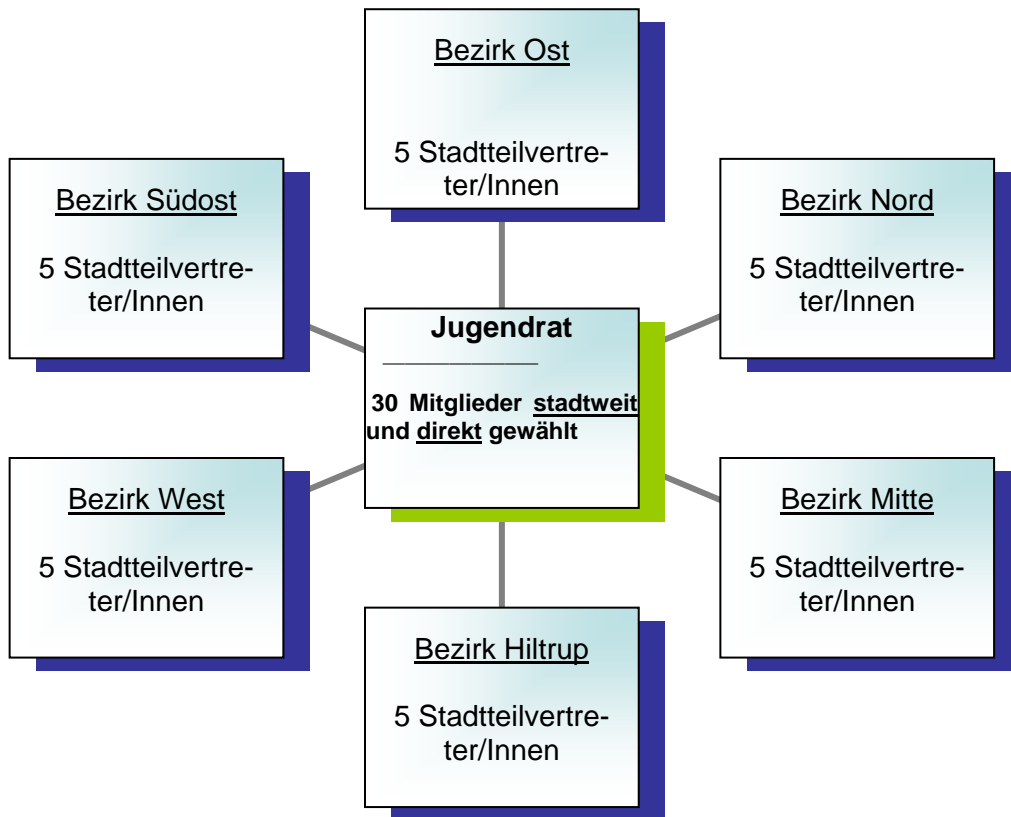 Bezirk Ost
5 Stadtteilvertre-
ter/Innen
Bezirk Südost
5 Stadtteilvertre-
ter/Innen
Bezirk Nord
5 Stadtteilvertre-
ter/Innen
Jugendrat
30 Mitglieder stadtweit
und direkt gewählt
Bezirk West
5 Stadtteilvertre-
ter/Innen
Bezirk Mitte
5 Stadtteilvertre-
ter/Innen
Bezirk Hiltrup
5 Stadtteilvertre-
ter/Innen